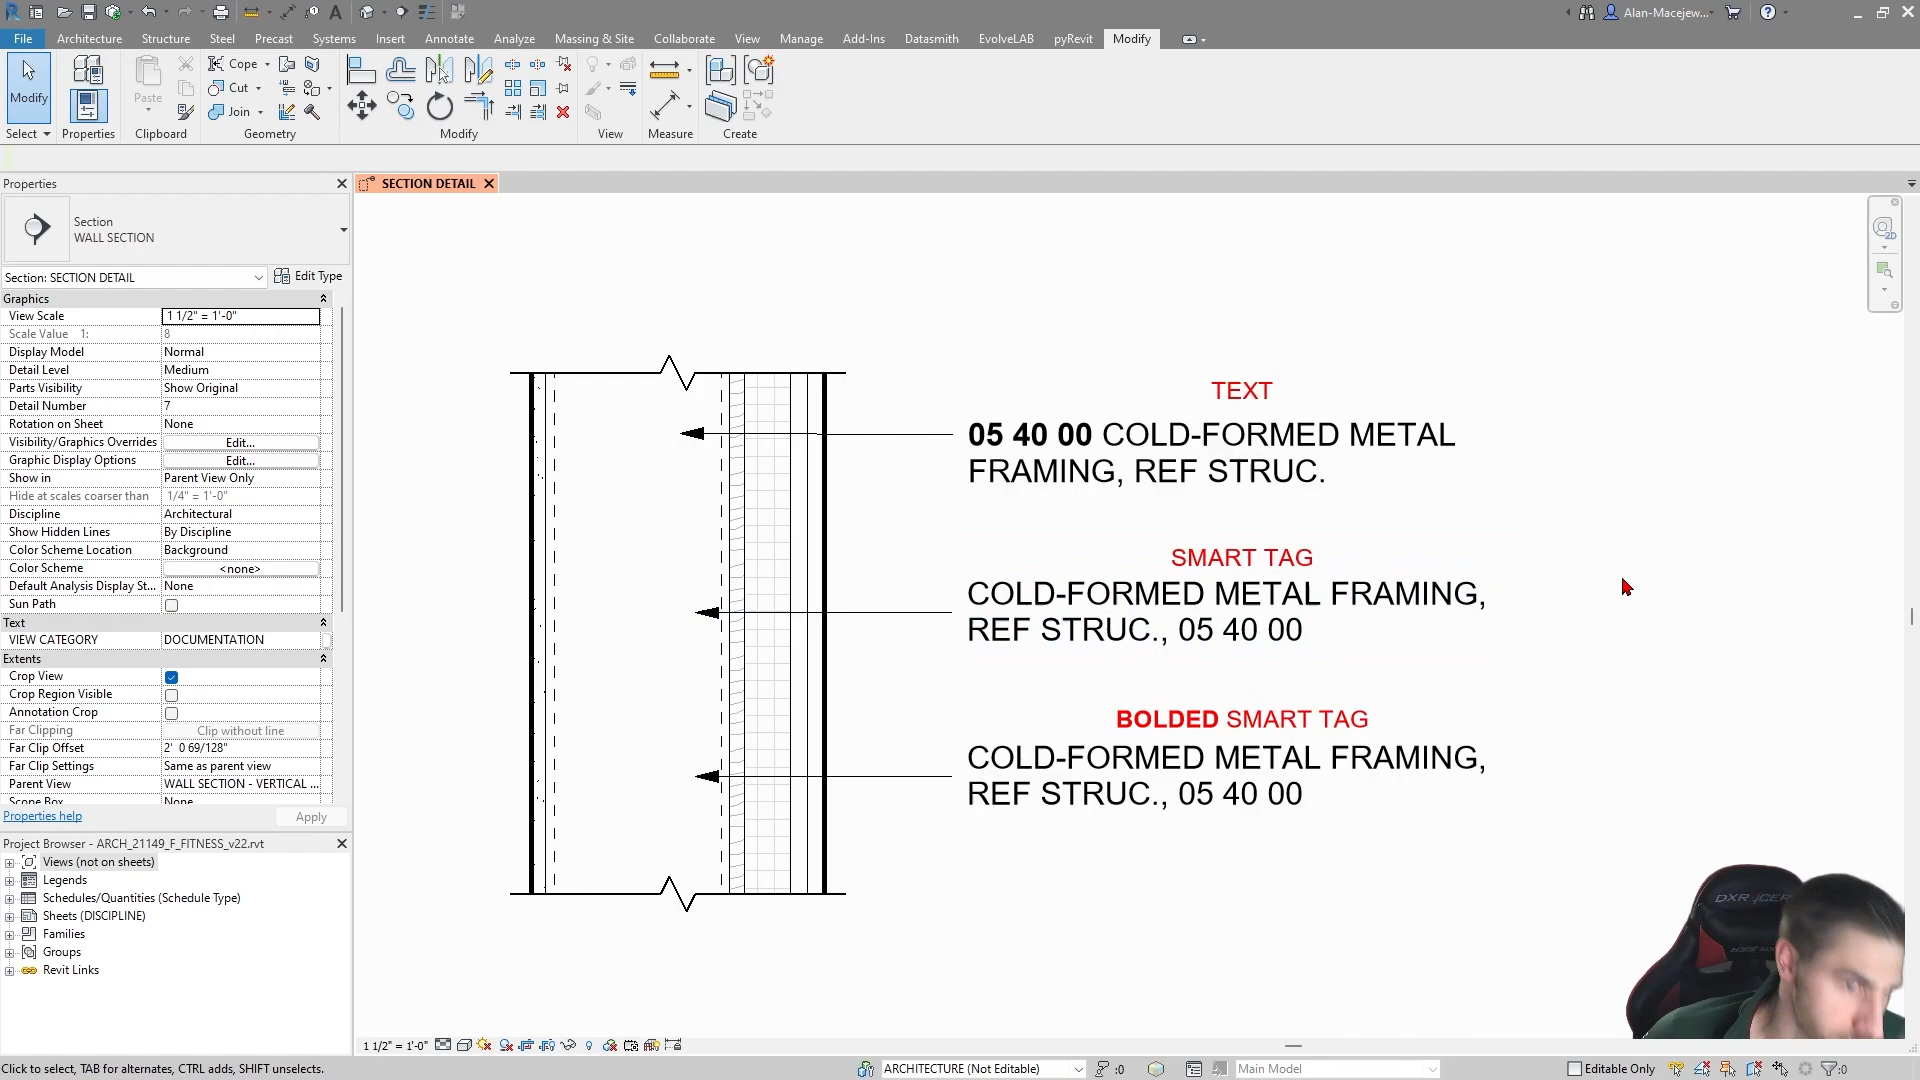 Alan-Macejew...
File Architecture Structure Steel Precast Systems Insert Annotate Analyze Massing & Site Collaborate View Manage Add-Ins Datasmith EvolveLAB pyRevit Modify
Modify
Paste
Cope
Cut
Join
Select Properties Clipboard Geometry Modify View Measure Create
Properties
SECTION DETAIL
Section
WALL SECTION
Section: SECTION DETAIL Edit Type
Graphics
View Scale 1 1/2" = 1'-0"
Scale Value 1: 8
Display Model Normal
Detail Level Medium
Parts Visibility Show Original
Detail Number 7
Rotation on Sheet None
Visibility/Graphics Overrides Edit...
Graphic Display Options Edit...
Show in Parent View Only
Hide at scales coarser than 1/4" = 1'-0"
Discipline Architectural
Show Hidden Lines By Discipline
Color Scheme Location Background
Color Scheme <none>
Default Analysis Display St... None
Sun Path
Text
VIEW CATEGORY DOCUMENTATION
Extents
Crop View
Crop Region Visible
Annotation Crop
Far Clipping Clip without line
Far Clip Offset 2' 0 69/128"
Far Clip Settings Same as parent view
Parent View WALL SECTION - VERTICAL ...
Scope Box None
Properties help Apply
Project Browser - ARCH_21149_F_FITNESS_v22.rvt
Views (not on sheets)
Legends
Schedules/Quantities (Schedule Type)
Sheets (DISCIPLINE)
Families
Groups
Revit Links
TEXT
05 40 00 COLD-FORMED METAL
FRAMING, REF STRUC.
SMART TAG
COLD-FORMED METAL FRAMING,
REF STRUC., 05 40 00
BOLDED SMART TAG
COLD-FORMED METAL FRAMING,
REF STRUC., 05 40 00
2D
DXRACER
1 1/2" = 1'-0"
Click to select, TAB for alternates, CTRL adds, SHIFT unselects.
ARCHITECTURE (Not Editable)
:0
Main Model
Editable Only
:0